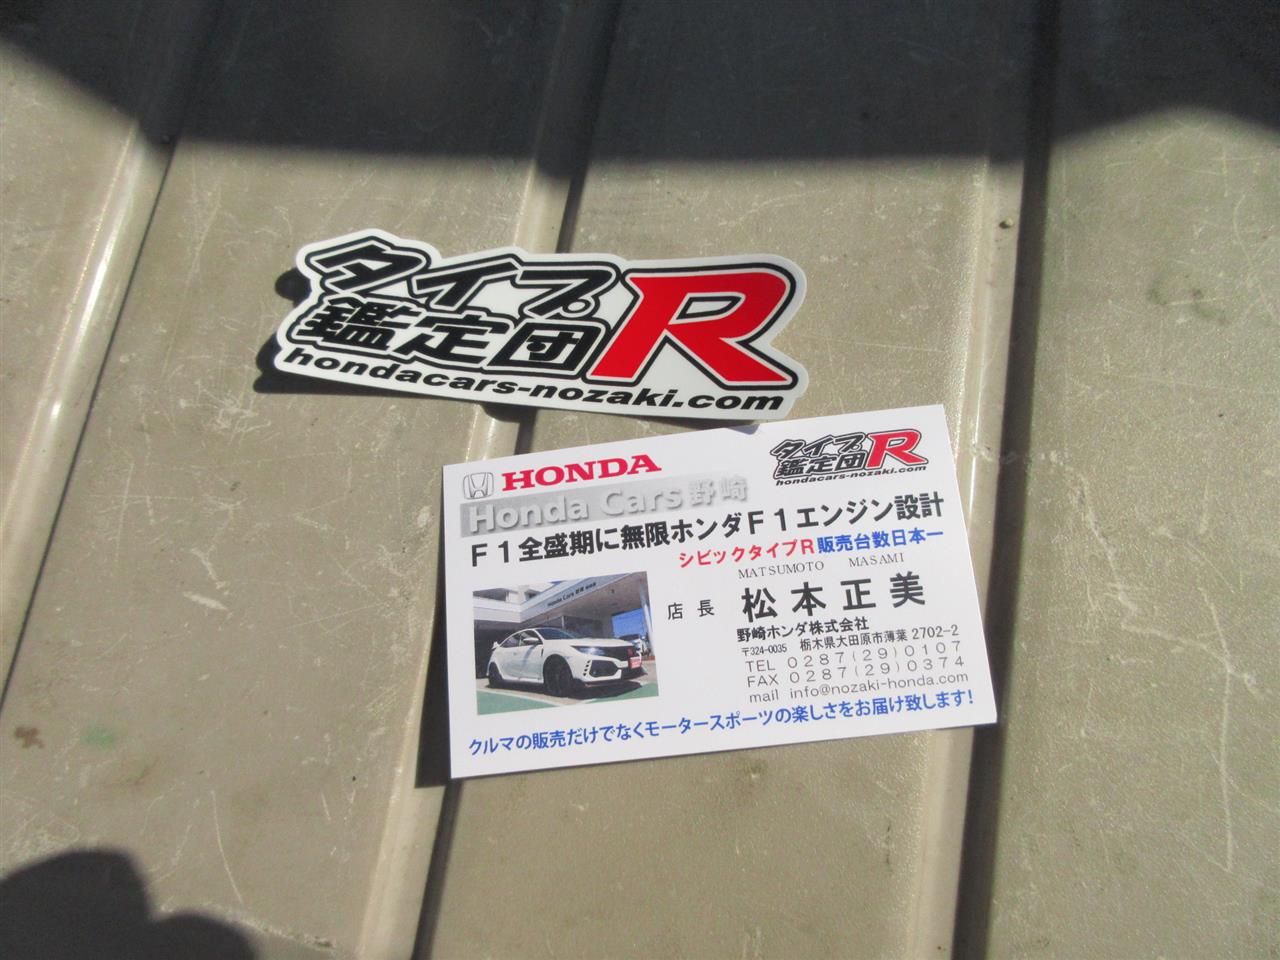 タイプR
鑑定団
hondacars-nozaki.com
HONDA
タイプR
鑑定団
hondacars-nozaki.com
Honda Cars 野崎
F1全盛期に無限ホンダF1エンジン設計
シビックタイプR販売台数日本一
MATSUMOTO MASAMI
店長 松本正美
野崎ホンダ株式会社
〒324-0035 栃木県大田原市薄葉 2702-2
TEL 0287(29)0107
FAX 0287(29)0374
mail info@nozaki-honda.com
Honda Cars 野崎
クルマの販売だけでなくモータースポーツの楽しさをお届け致します!